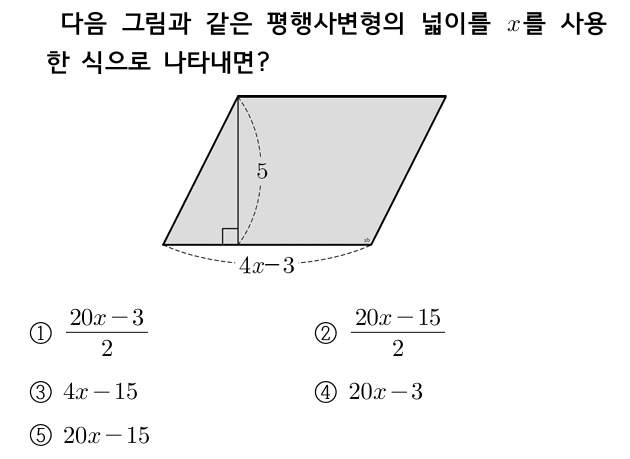 다음 그림과 같은 평행사변형의 넓이를 x를 사용
한 식으로 나타내면?
5
4x−3
① (20x−3)/2
② (20x−15)/2
③ 4x−15
④ 20x−3
⑤ 20x−15